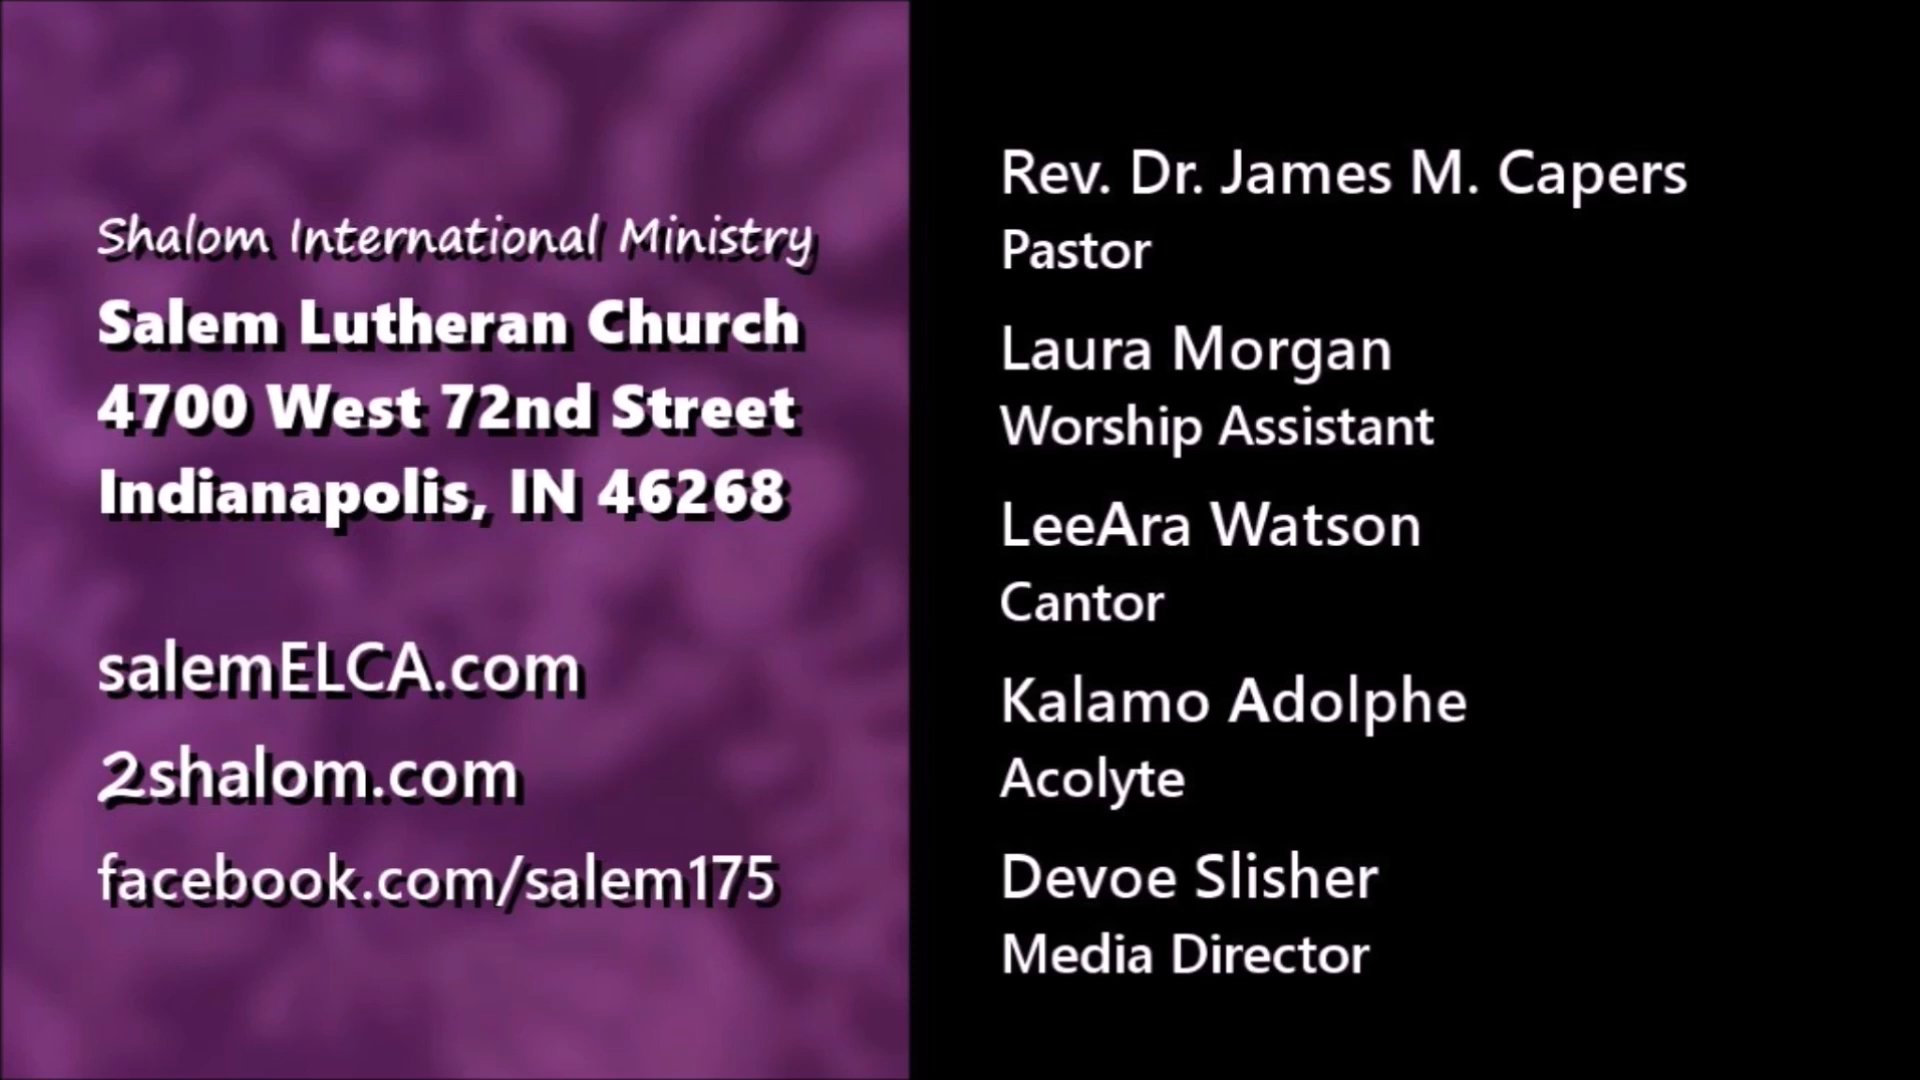 Shalom International Ministry
Salem Lutheran Church
4700 West 72nd Street
Indianapolis, IN 46268
salemELCA.com
2shalom.com
facebook.com/salem175
Rev. Dr. James M. Capers
Pastor
Laura Morgan
Worship Assistant
LeeAra Watson
Cantor
Kalamo Adolphe
Acolyte
Devoe Slisher
Media Director